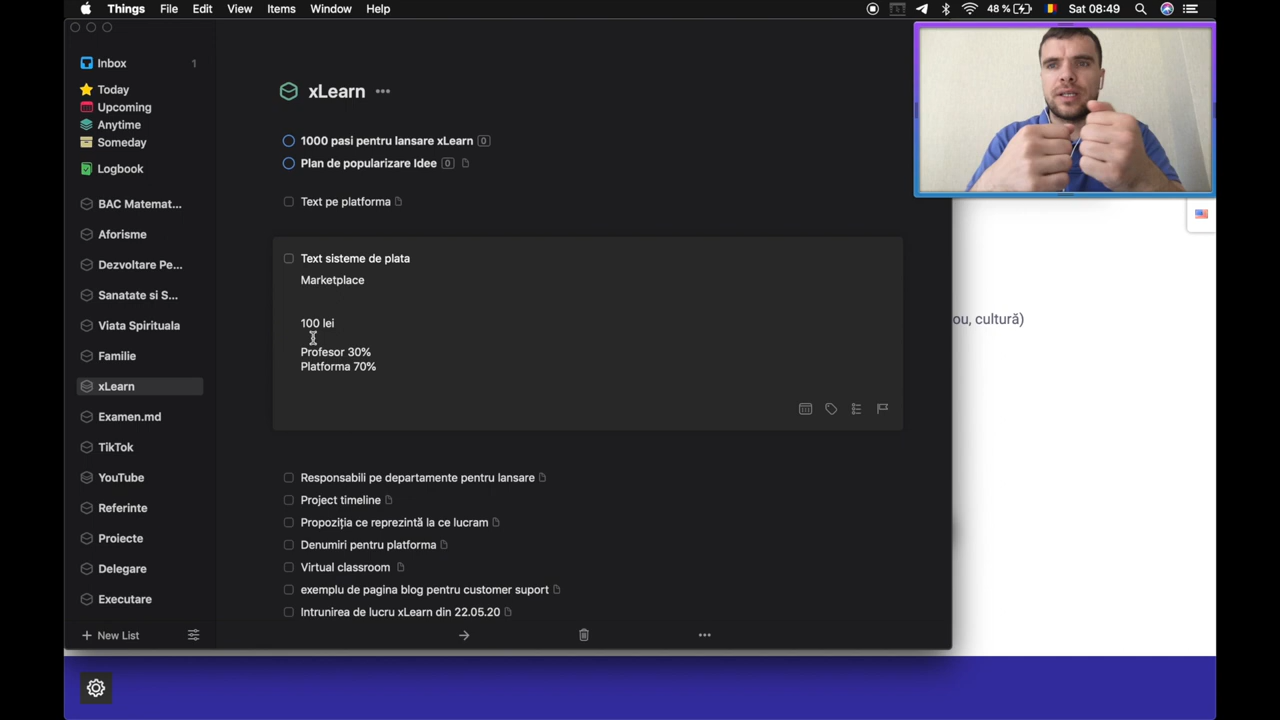 Things File Edit View Items Window Help
48 % Sat 08:49
Inbox 1
Today
Upcoming
Anytime
Someday
Logbook
BAC Matemat...
Aforisme
Dezvoltare Pe...
Sanatate si S...
Viata Spirituala
Familie
xLearn
Examen.md
TikTok
YouTube
Referinte
Proiecte
Delegare
Executare
+ New List
xLearn •••
1000 pasi pentru lansare xLearn 0
Plan de popularizare Idee 0
Text pe platforma
Text sisteme de plata
Marketplace
100 lei
Profesor 30%
Platforma 70%
Responsabili pe departamente pentru lansare
Project timeline
Propoziția ce reprezintă la ce lucram
Denumiri pentru platforma
Virtual classroom
exemplu de pagina blog pentru customer suport
Intrunirea de lucru xLearn din 22.05.20
ou, cultură)